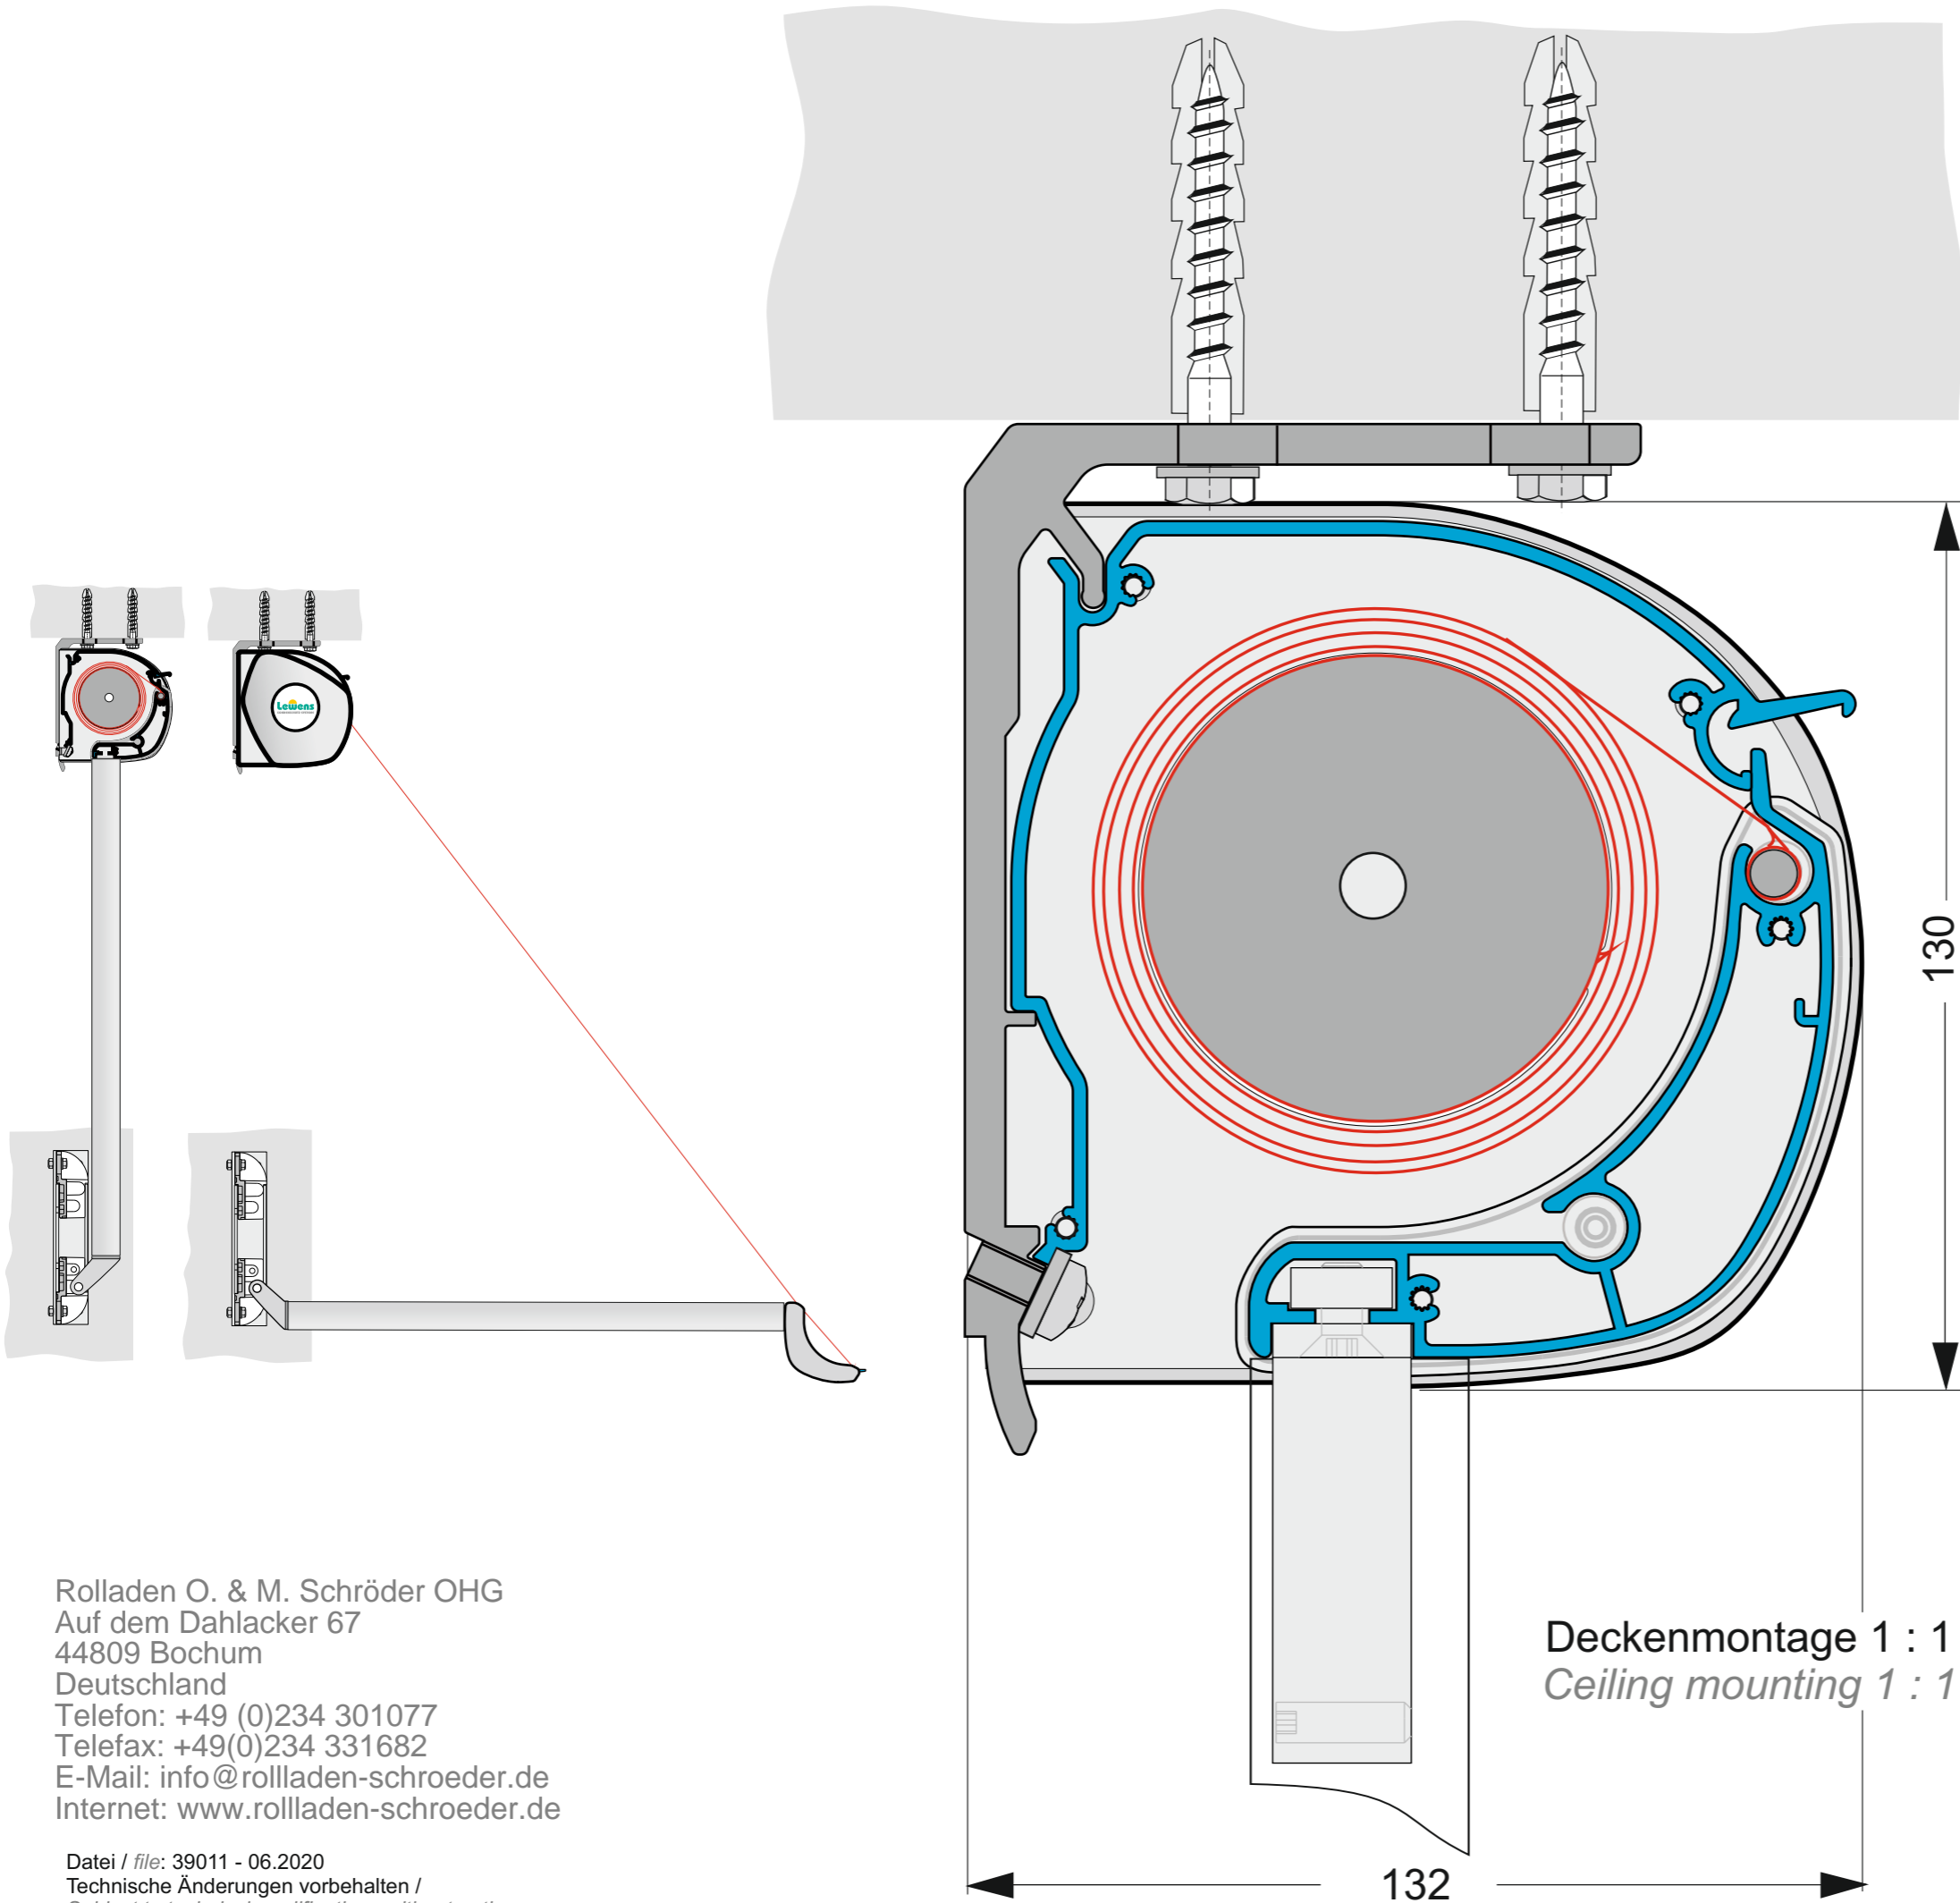 Lewens
130
Rolladen O. & M. Schröder OHG
Auf dem Dahlacker 67
44809 Bochum
Deutschland
Telefon: +49 (0)234 301077
Telefax: +49(0)234 331682
E-Mail: info@rollladen-schroeder.de
Internet: www.rollladen-schroeder.de
Deckenmontage 1 : 1
Ceiling mounting 1 : 1
Datei / file: 39011 - 06.2020
Technische Änderungen vorbehalten /
132